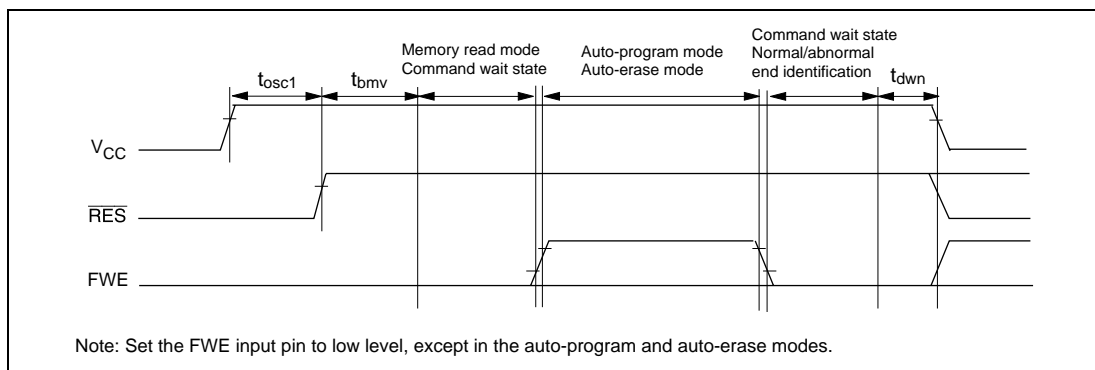 Memory read mode
Command wait state
Auto-program mode
Auto-erase mode
Command wait state
Normal/abnormal
end identification
tosc1
tbmv
tdwn
VCC
RES
FWE
Note: Set the FWE input pin to low level, except in the auto-program and auto-erase modes.